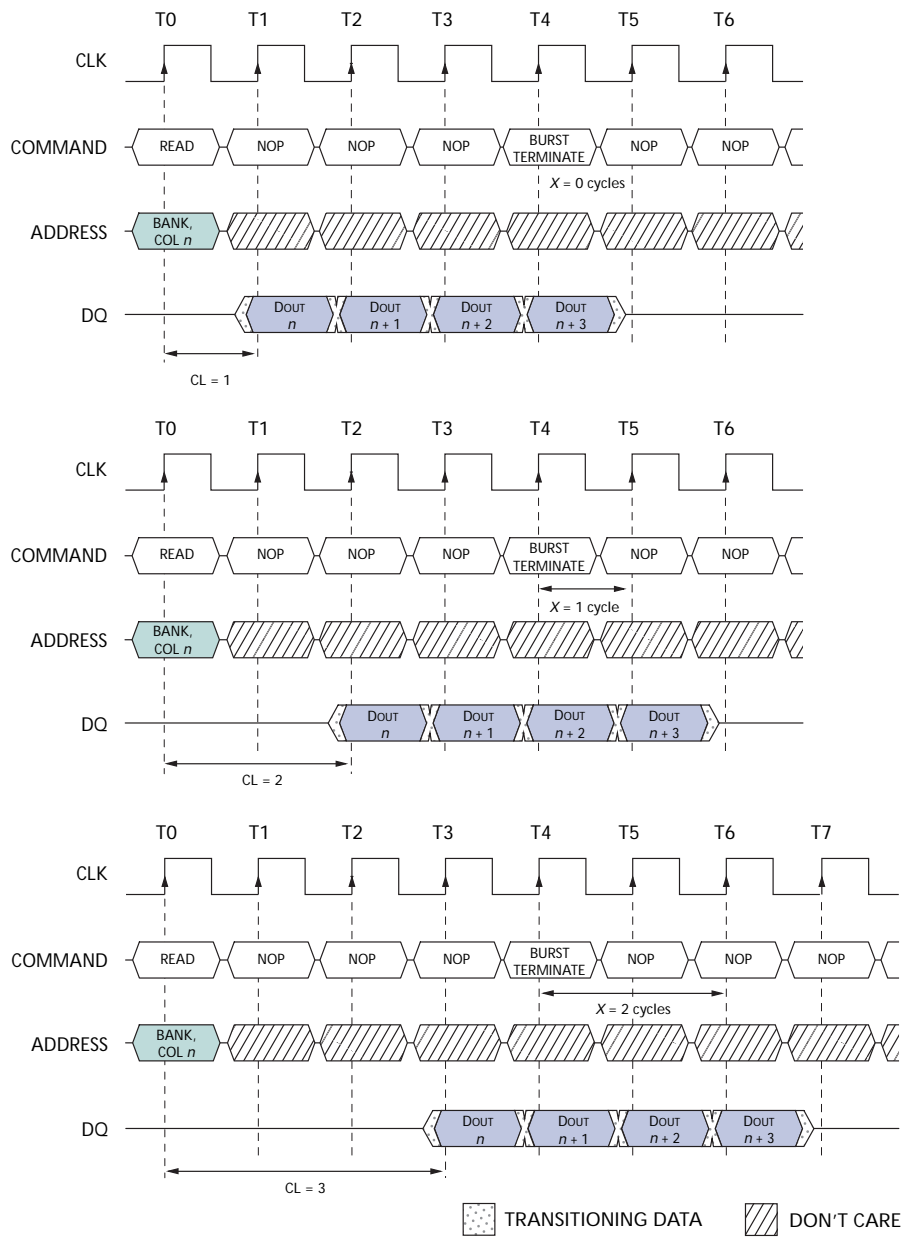 T0 T1 T2 T3 T4 T5 T6
CLK
COMMAND READ NOP NOP NOP BURST TERMINATE NOP NOP
X = 0 cycles
ADDRESS BANK, COL n
DQ DOUT n DOUT n + 1 DOUT n + 2 DOUT n + 3
CL = 1
T0 T1 T2 T3 T4 T5 T6
CLK
COMMAND READ NOP NOP NOP BURST TERMINATE NOP NOP
X = 1 cycle
ADDRESS BANK, COL n
DQ DOUT n DOUT n + 1 DOUT n + 2 DOUT n + 3
CL = 2
T0 T1 T2 T3 T4 T5 T6 T7
CLK
COMMAND READ NOP NOP NOP BURST TERMINATE NOP NOP NOP
X = 2 cycles
ADDRESS BANK, COL n
DQ DOUT n DOUT n + 1 DOUT n + 2 DOUT n + 3
CL = 3
TRANSITIONING DATA DON'T CARE